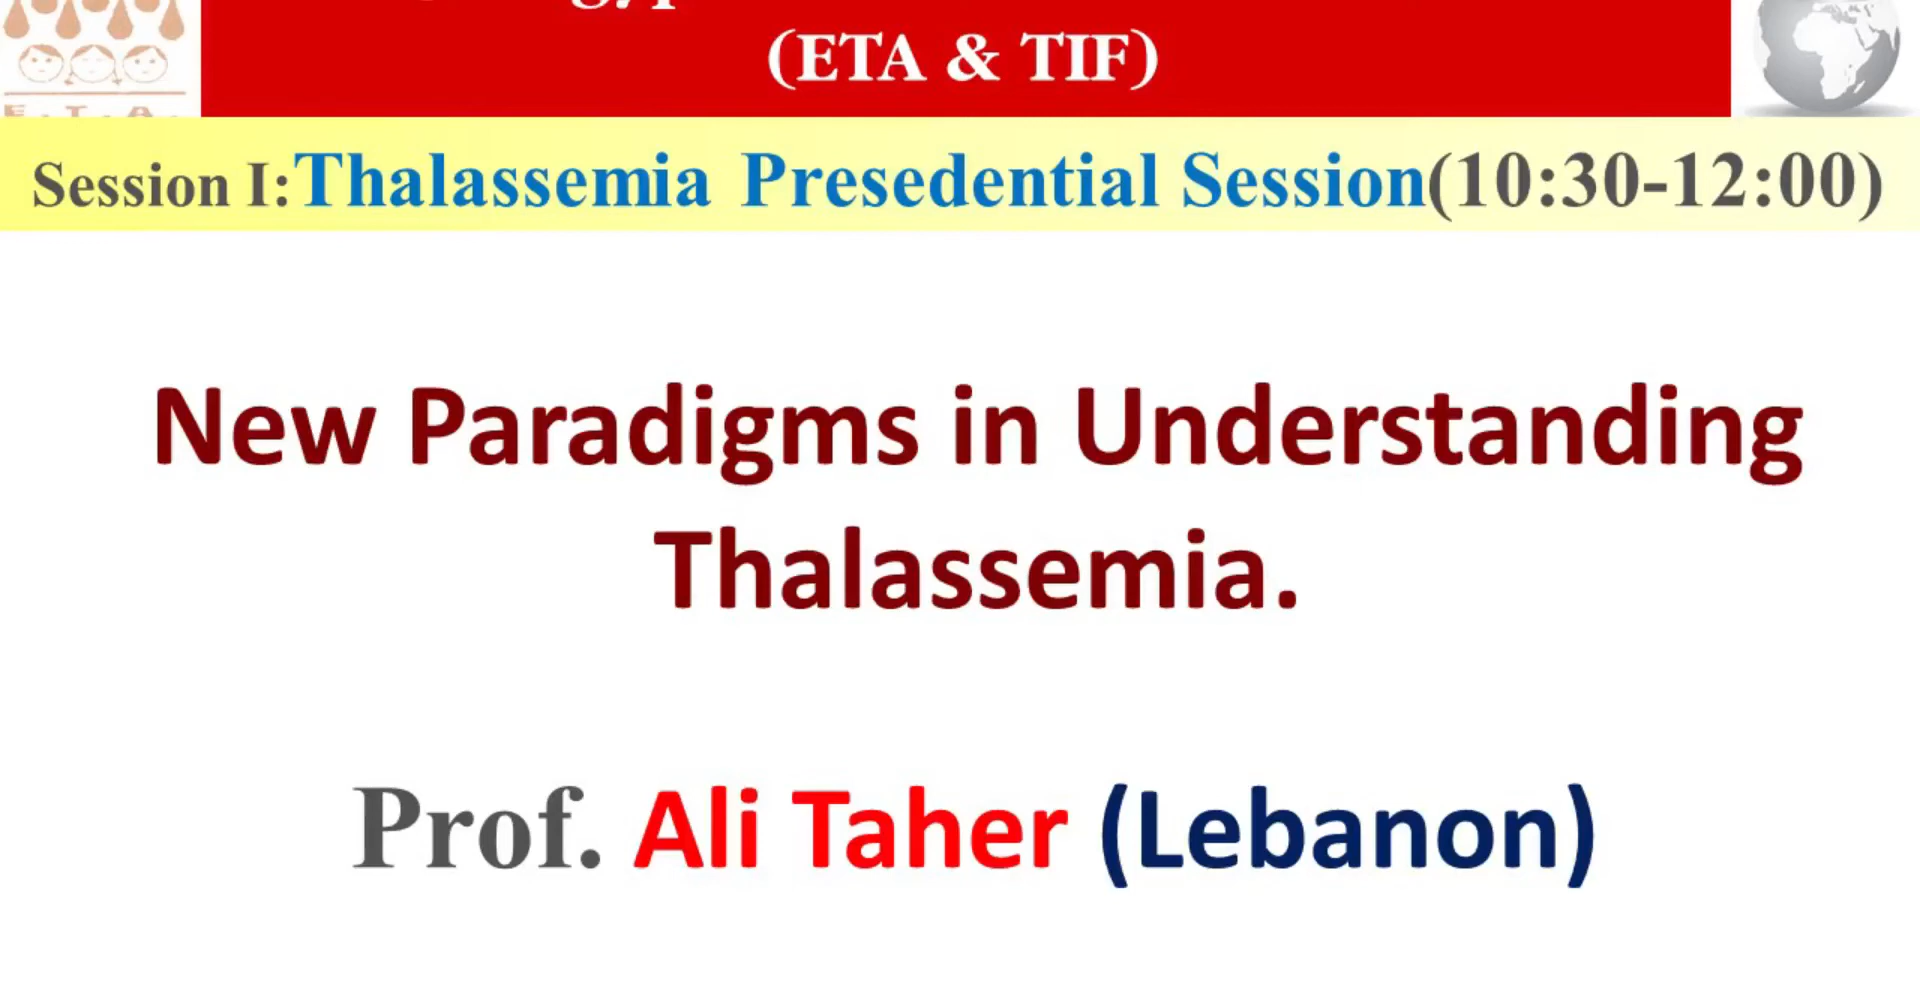 (ETA & TIF)
E. T. A.
Session I:Thalassemia Presedential Session(10:30-12:00)
New Paradigms in Understanding
Thalassemia.
Prof. Ali Taher (Lebanon)